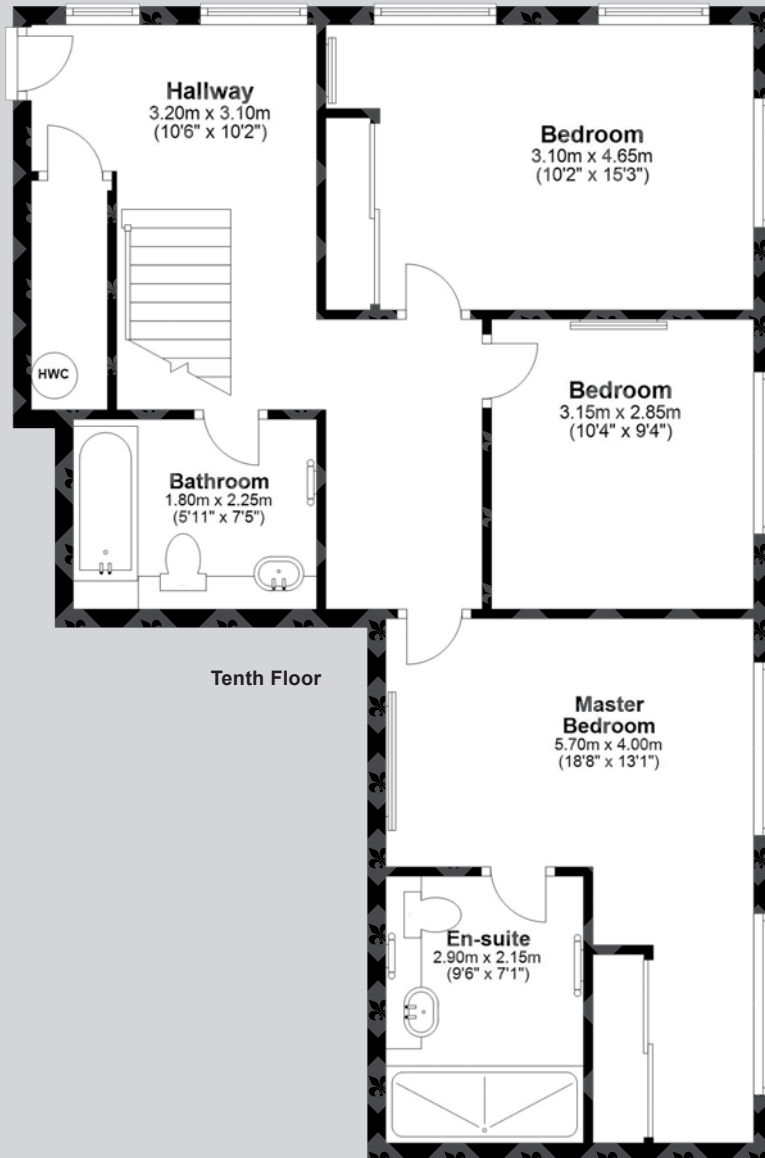 Hallway
3.20m x 3.10m
(10'6" x 10'2")
Bedroom
3.10m x 4.65m
(10'2" x 15'3")
HWC
Bedroom
3.15m x 2.85m
(10'4" x 9'4")
Bathroom
1.80m x 2.25m
(5'11" x 7'5")
Tenth Floor
Master
Bedroom
5.70m x 4.00m
(18'8" x 13'1")
En-suite
2.90m x 2.15m
(9'6" x 7'1")